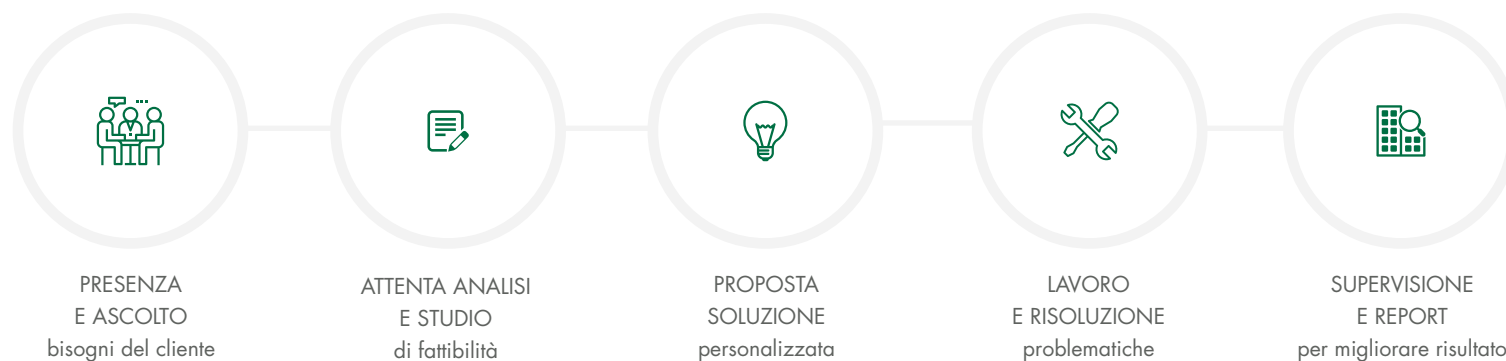 PRESENZA
E ASCOLTO
bisogni del cliente
ATTENTA ANALISI
E STUDIO
di fattibilità
PROPOSTA
SOLUZIONE
personalizzata
LAVORO
E RISOLUZIONE
problematiche
SUPERVISIONE
E REPORT
per migliorare risultato